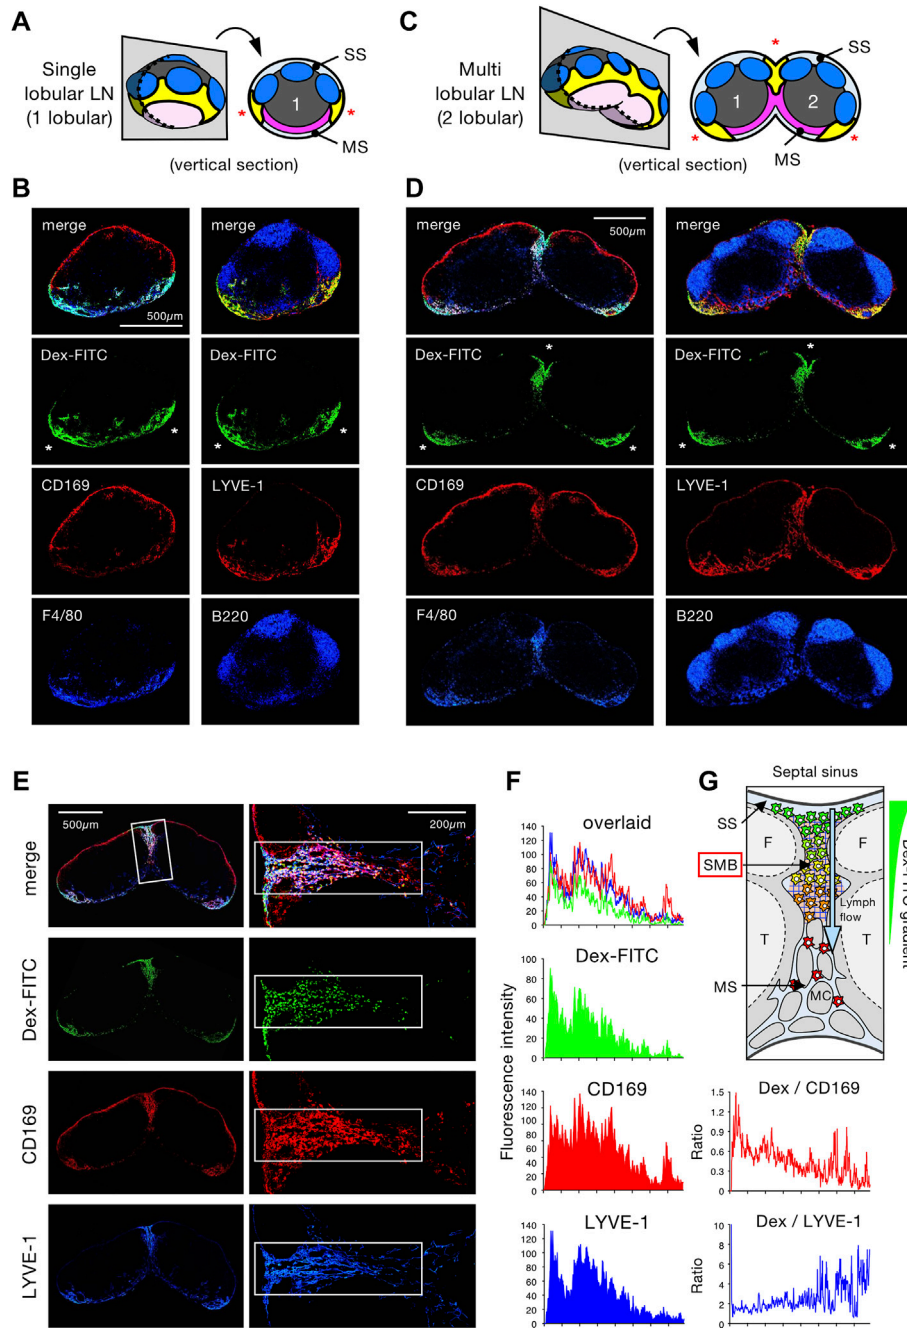 A
Single
lobular LN
(1 lobular)
1
SS
MS
*
*
(vertical section)
C
Multi
lobular LN
(2 lobular)
1
2
SS
MS
*
*
*
(vertical section)
B
merge
500µm
merge
Dex-FITC
*
*
Dex-FITC
*
*
CD169
LYVE-1
F4/80
B220
D
merge
500µm
merge
Dex-FITC
*
*
*
Dex-FITC
*
*
*
CD169
LYVE-1
F4/80
B220
E
500µm
200µm
merge
Dex-FITC
CD169
LYVE-1
F
Fluorescence intensity
overlaid
140
120
100
80
60
40
20
0
Dex-FITC
100
80
60
40
20
0
CD169
140
120
100
80
60
40
20
0
LYVE-1
140
120
100
80
60
40
20
0
G
Septal sinus
SS
F
F
SMB
Lymph
flow
T
T
MS
MC
Dex-FITC gradient
Dex / CD169
Ratio
1.5
1.2
0.9
0.6
0.3
0
Dex / LYVE-1
Ratio
10
8
6
4
2
0